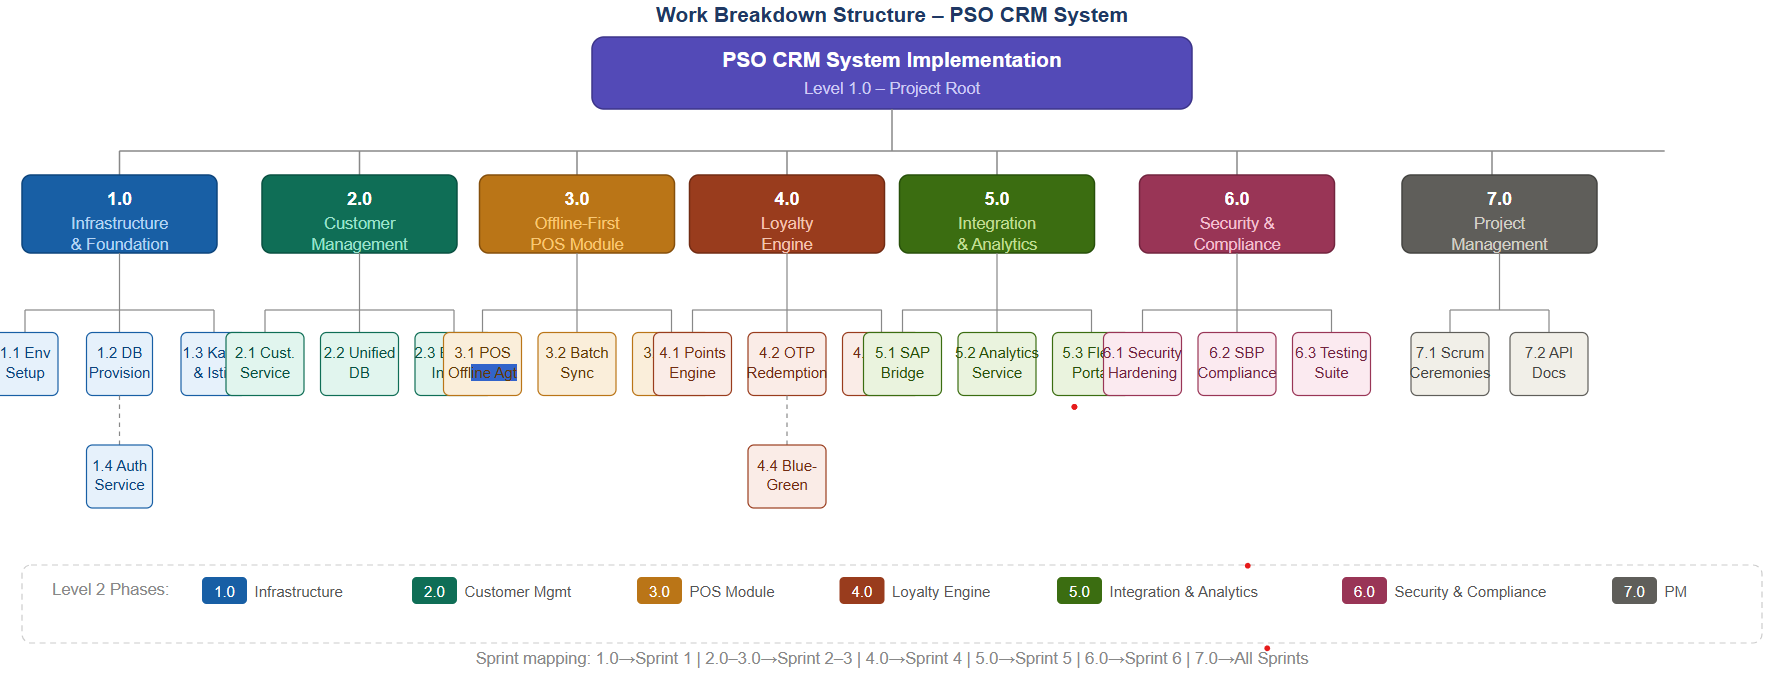 Work Breakdown Structure – PSO CRM System
PSO CRM System Implementation
Level 1.0 – Project Root
1.0
Infrastructure
& Foundation
2.0
Customer
Management
3.0
Offline-First
POS Module
4.0
Loyalty
Engine
5.0
Integration
& Analytics
6.0
Security &
Compliance
7.0
Project
Management
1.1 Env
Setup
1.2 DB
Provision
1.3
&
2.1 Cust.
Service
2.2 Unified
DB
2.3
3.1 POS
Offline Agt
3.2 Batch
Sync
4.1 Points
Engine
4.2 OTP
Redemption
5.1 SAP
Bridge
5.2 Analytics
Service
5.3
6.1 Security
Hardening
6.2 SBP
Compliance
6.3 Testing
Suite
7.1 Scrum
Ceremonies
7.2 API
Docs
1.4 Auth
Service
4.4 Blue-
Green
Level 2 Phases:
1.0 Infrastructure
2.0 Customer Mgmt
3.0 POS Module
4.0 Loyalty Engine
5.0 Integration & Analytics
6.0 Security & Compliance
7.0 PM
Sprint mapping: 1.0→Sprint 1 | 2.0–3.0→Sprint 2–3 | 4.0→Sprint 4 | 5.0→Sprint 5 | 6.0→Sprint 6 | 7.0→All Sprints